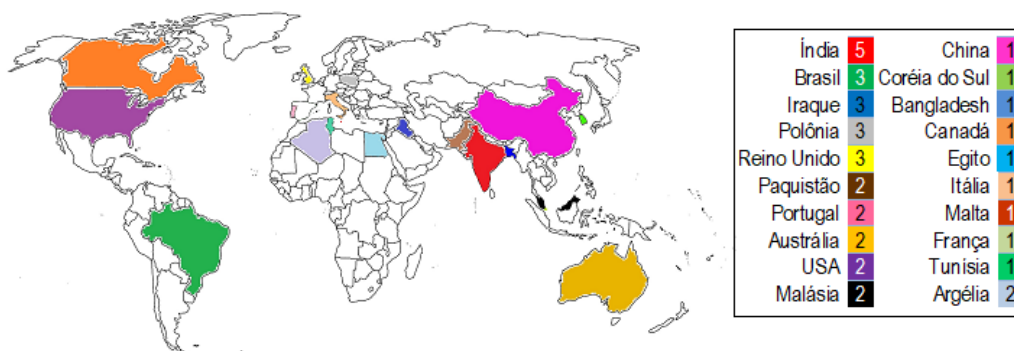 Índia 5 China 1
Brasil 3 Coréia do Sul 1
Iraque 3 Bangladesh 1
Polônia 3 Canadá 1
Reino Unido 3 Egito 1
Paquistão 2 Itália 1
Portugal 2 Malta 1
Austrália 2 França 1
USA 2 Tunisia 1
Malásia 2 Argélia 2